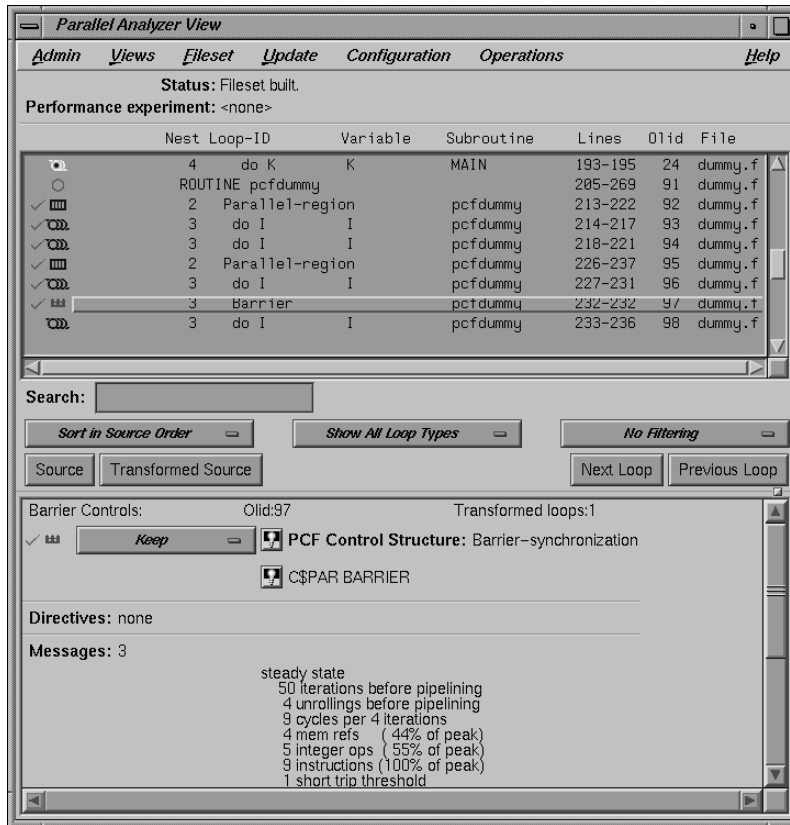 Parallel Analyzer View
Admin Views Fileset Update Configuration Operations Help
Status: Fileset built.
Performance experiment: <none>
Nest Loop-ID Variable Subroutine Lines Olid File
4 do K K MAIN 193-195 24 dummy.f
ROUTINE pcfdummy 205-269 91 dummy.f
2 Parallel-region pcfdummy 213-222 92 dummy.f
3 do I I pcfdummy 214-217 93 dummy.f
3 do I I pcfdummy 218-221 94 dummy.f
2 Parallel-region pcfdummy 226-237 95 dummy.f
3 do I I pcfdummy 227-231 96 dummy.f
3 Barrier pcfdummy 232-232 97 dummy.f
3 do I I pcfdummy 233-236 98 dummy.f
Search:
Sort in Source Order Show All Loop Types No Filtering
Source Transformed Source Next Loop Previous Loop
Barrier Controls: Olid:97 Transformed loops:1
Keep PCF Control Structure: Barrier-synchronization
C$PAR BARRIER
Directives: none
Messages: 3
steady state
50 iterations before pipelining
4 unrollings before pipelining
9 cycles per 4 iterations
4 mem refs ( 44% of peak)
5 integer ops ( 55% of peak)
9 instructions (100% of peak)
1 short trip threshold